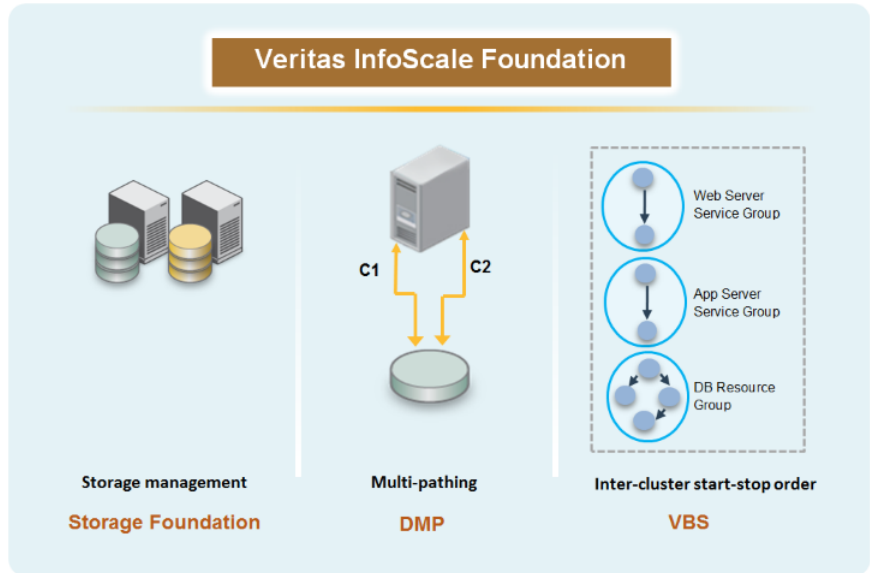 Veritas InfoScale Foundation
C1
C2
Web Server
Service Group
App Server
Service Group
DB Resource
Group
Storage management
Multi-pathing
Inter-cluster start-stop order
Storage Foundation
DMP
VBS